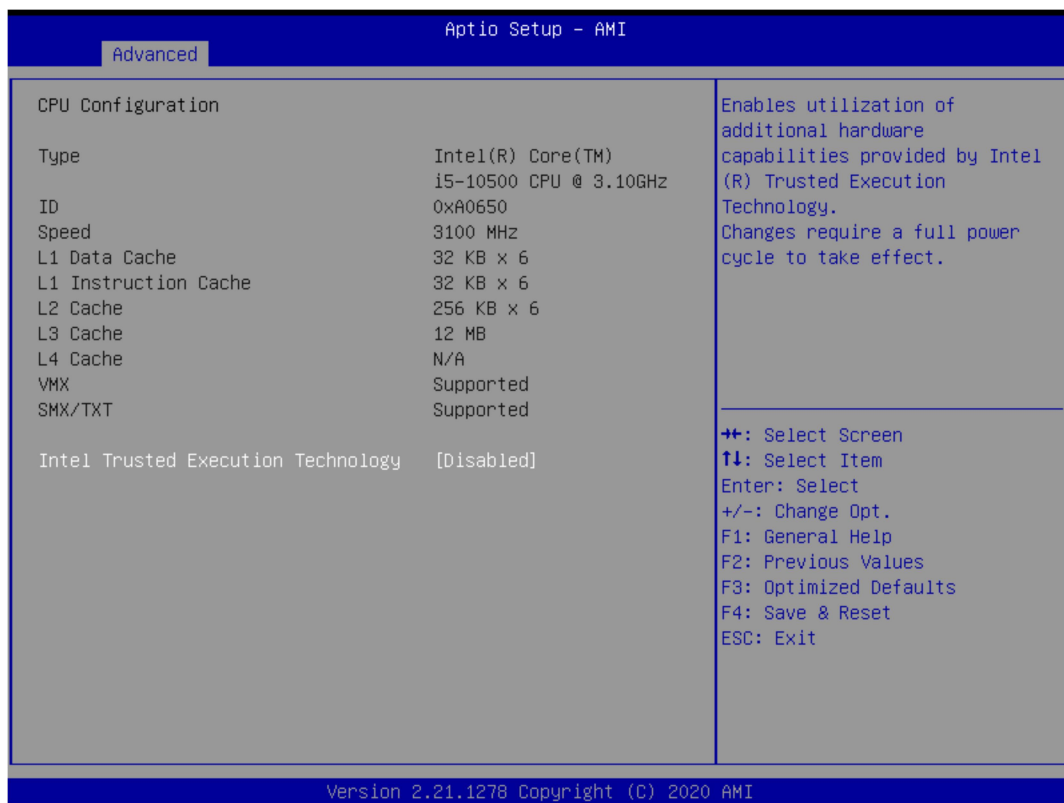 Aptio Setup – AMI
Advanced
CPU Configuration
Type Intel(R) Core(TM)
i5-10500 CPU @ 3.10GHz
ID 0xA0650
Speed 3100 MHz
L1 Data Cache 32 KB x 6
L1 Instruction Cache 32 KB x 6
L2 Cache 256 KB x 6
L3 Cache 12 MB
L4 Cache N/A
VMX Supported
SMX/TXT Supported
Intel Trusted Execution Technology [Disabled]
Enables utilization of
additional hardware
capabilities provided by Intel
(R) Trusted Execution
Technology.
Changes require a full power
cycle to take effect.
→←: Select Screen
↑↓: Select Item
Enter: Select
+/-: Change Opt.
F1: General Help
F2: Previous Values
F3: Optimized Defaults
F4: Save & Reset
ESC: Exit
Version 2.21.1278 Copyright (C) 2020 AMI